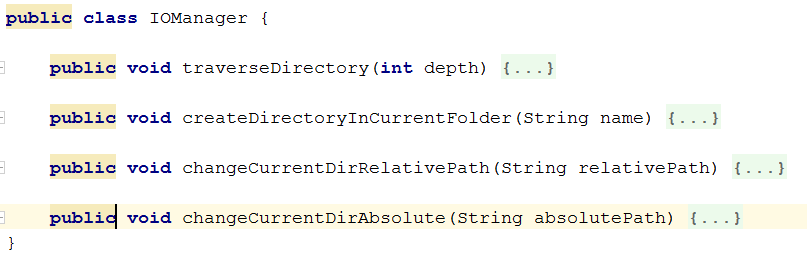 public class IOManager {
public void traverseDirectory(int depth) {...}
public void createDirectoryInCurrentFolder(String name) {...}
public void changeCurrentDirRelativePath(String relativePath) {...}
public void changeCurrentDirAbsolute(String absolutePath) {...}
}